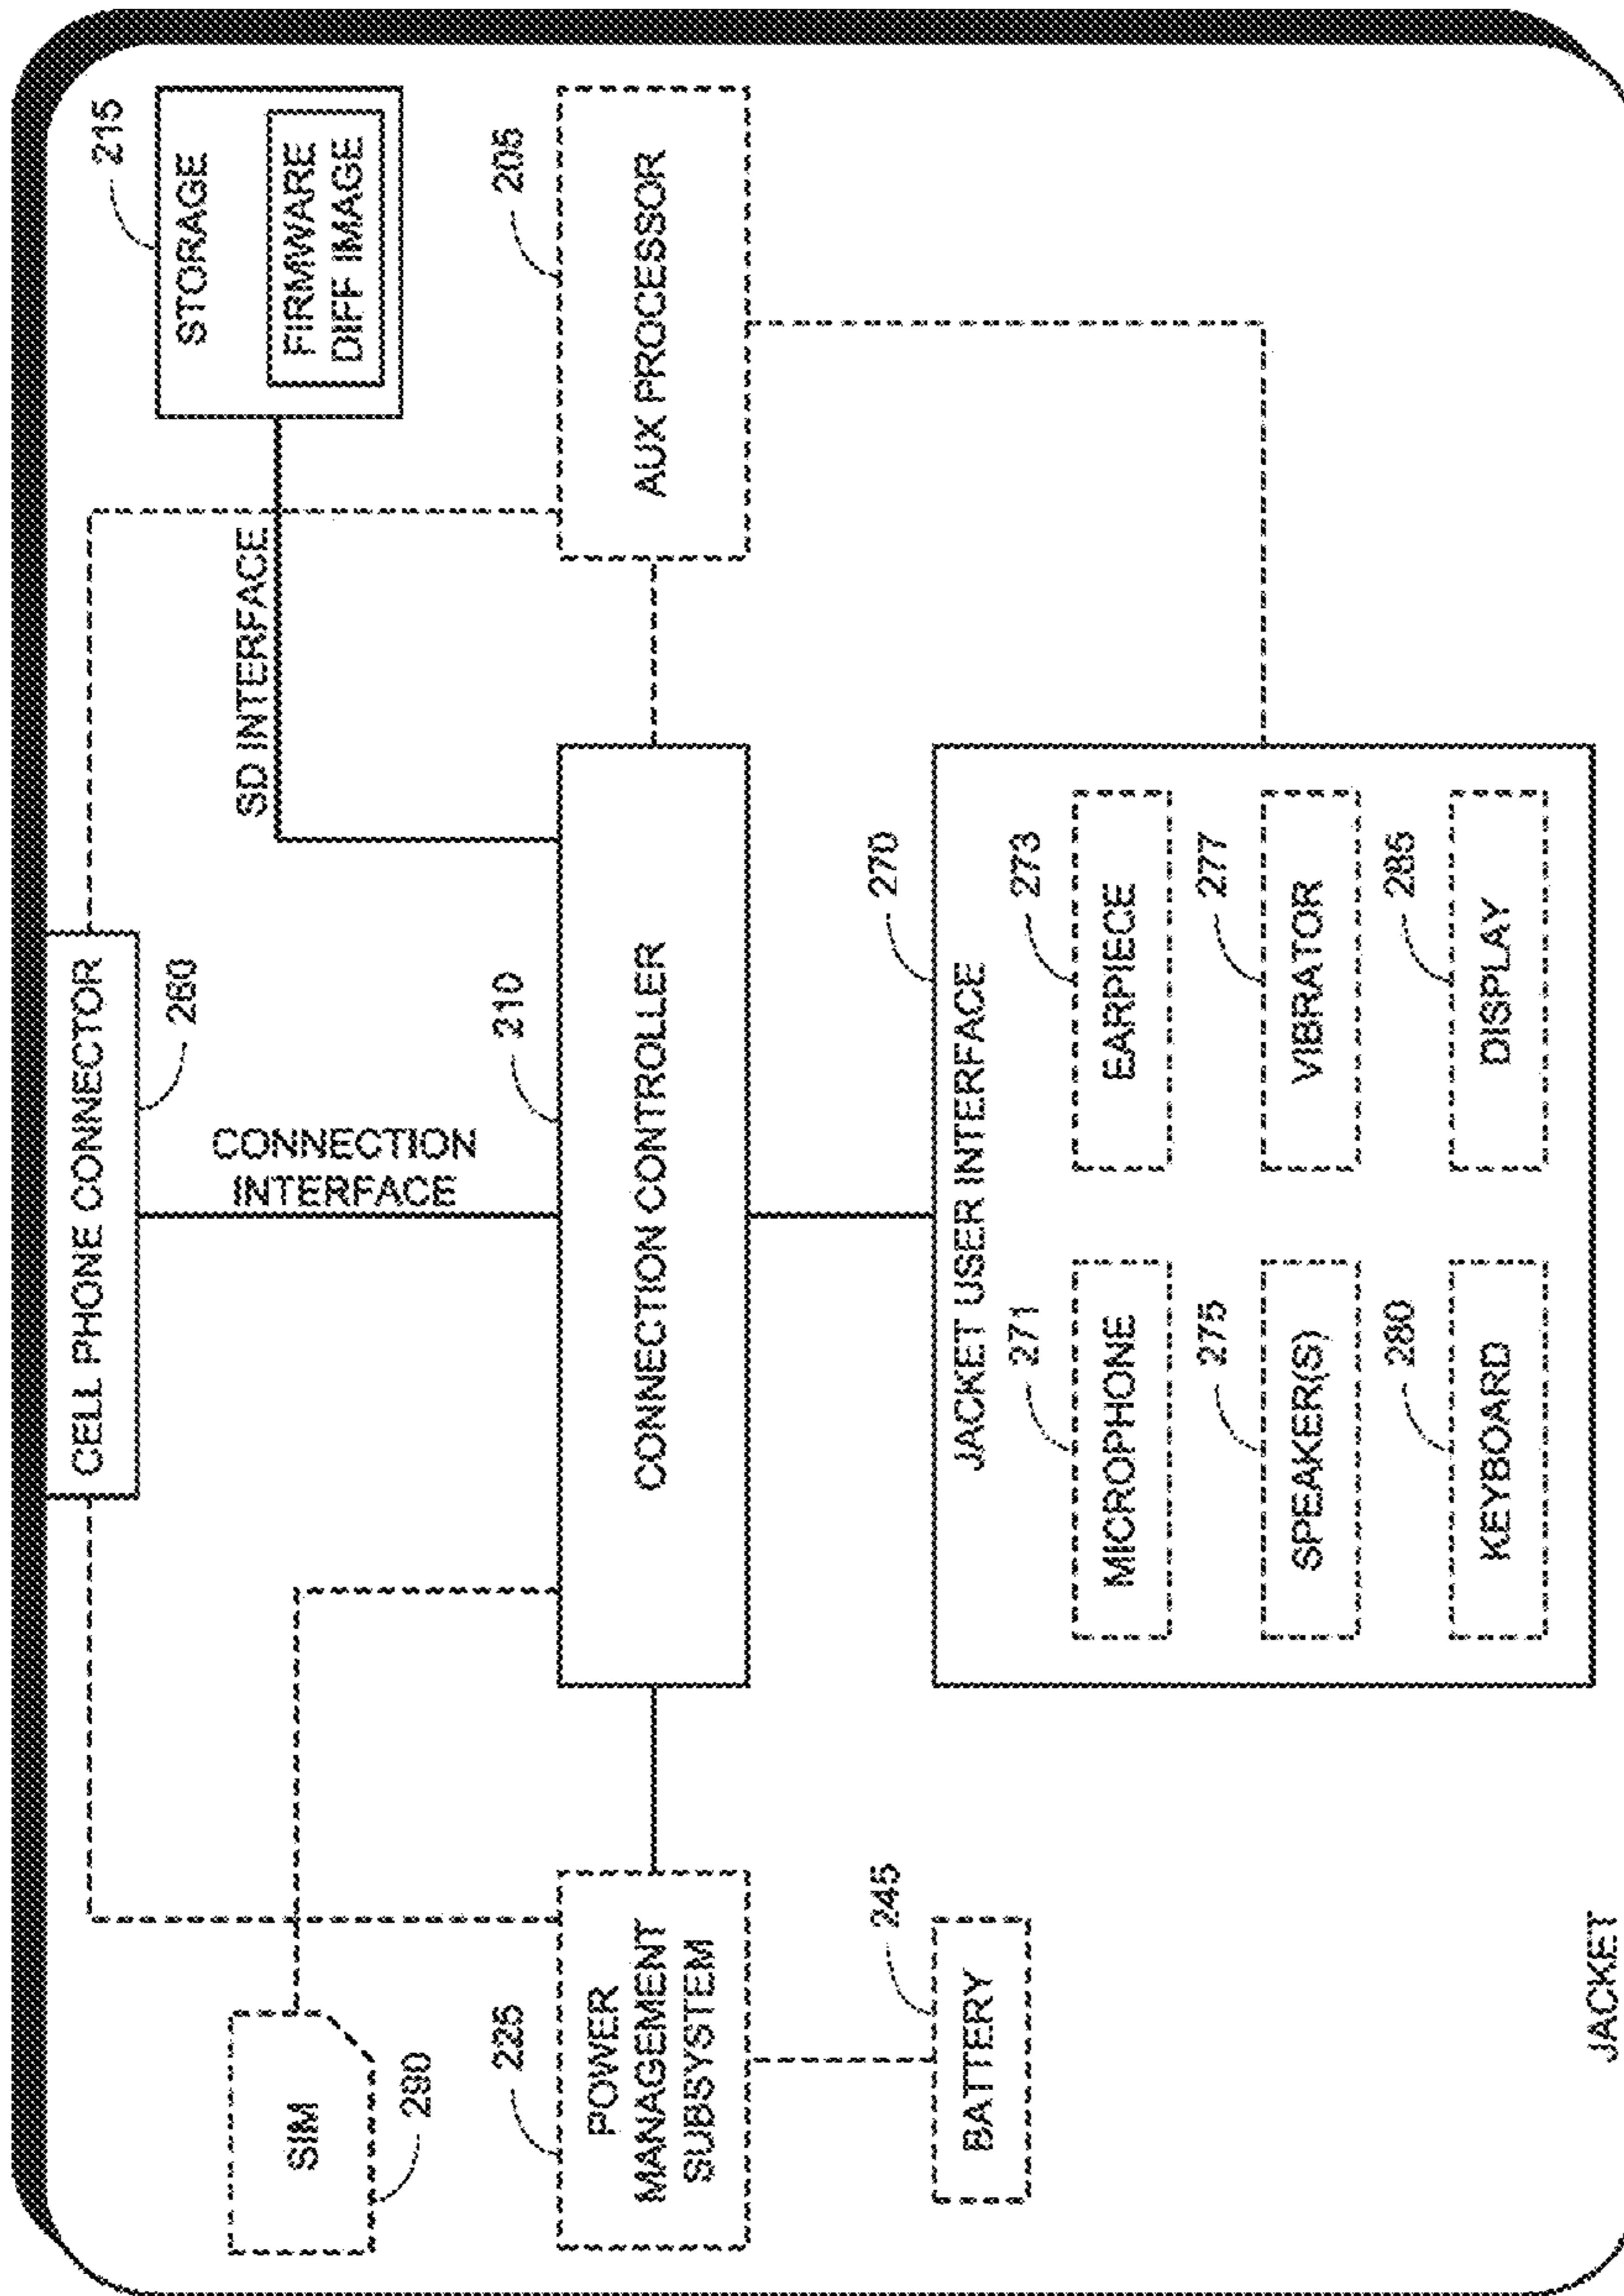 CELL PHONE CONNECTOR
260
215
STORAGE
FIRMWARE
DIFF IMAGE
SD INTERFACE
CONNECTION
INTERFACE
SIM
290
225
POWER
MANAGEMENT
SUBSYSTEM
210
CONNECTION CONTROLLER
205
AUX PROCESSOR
245
BATTERY
270
JACKET USER INTERFACE
271
MICROPHONE
273
EARPIECE
275
SPEAKER(S)
277
VIBRATOR
280
KEYBOARD
285
DISPLAY
JACKET